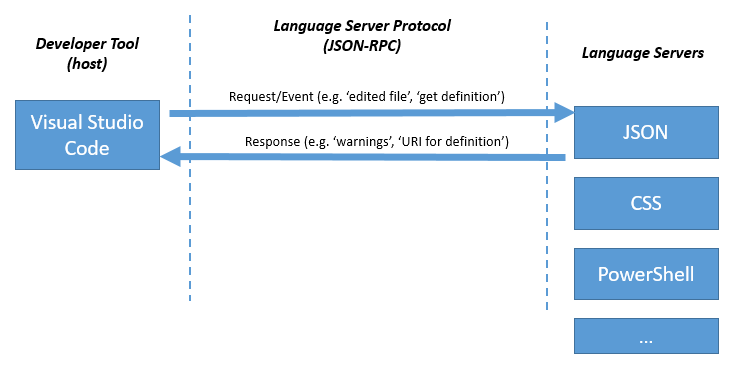 Developer Tool
(host)
Language Server Protocol
(JSON-RPC)
Language Servers
Request/Event (e.g. ‘edited file’, ‘get definition’)
Visual Studio
Code
JSON
Response (e.g. ‘warnings’, ‘URI for definition’)
CSS
PowerShell
...